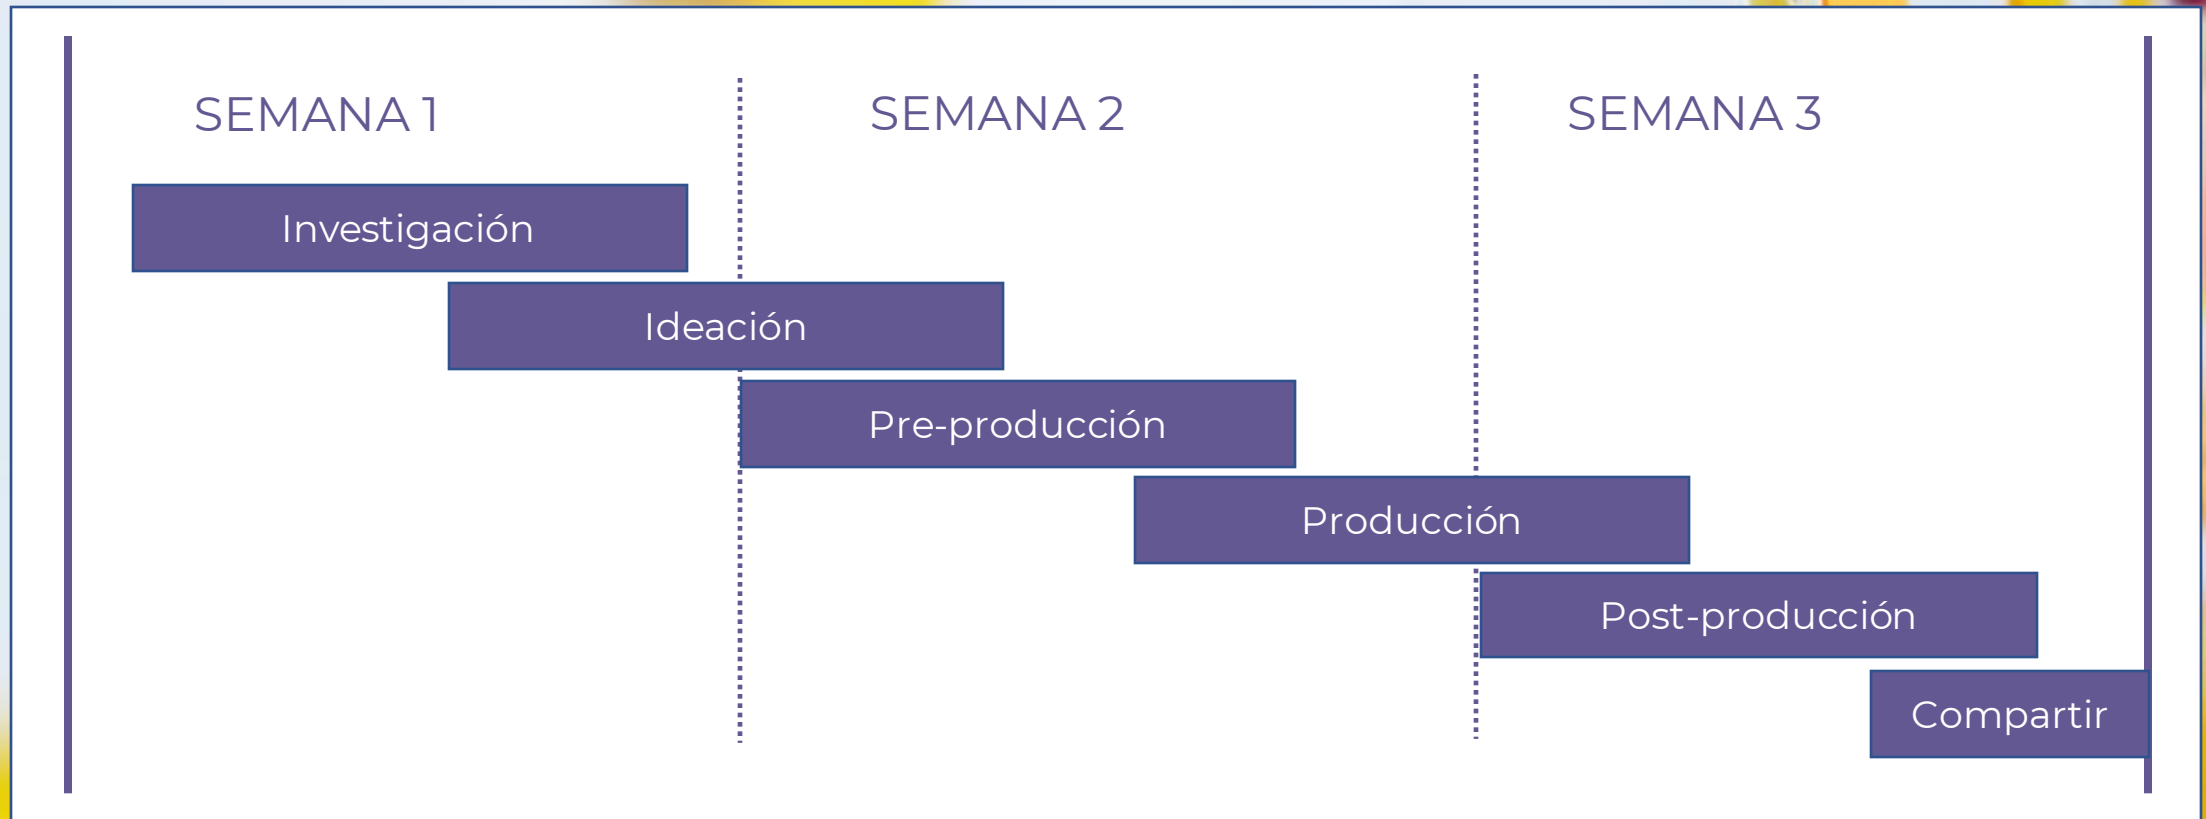 SEMANA 1
SEMANA 2
SEMANA 3
Investigación
Ideación
Pre-producción
Producción
Post-producción
Compartir